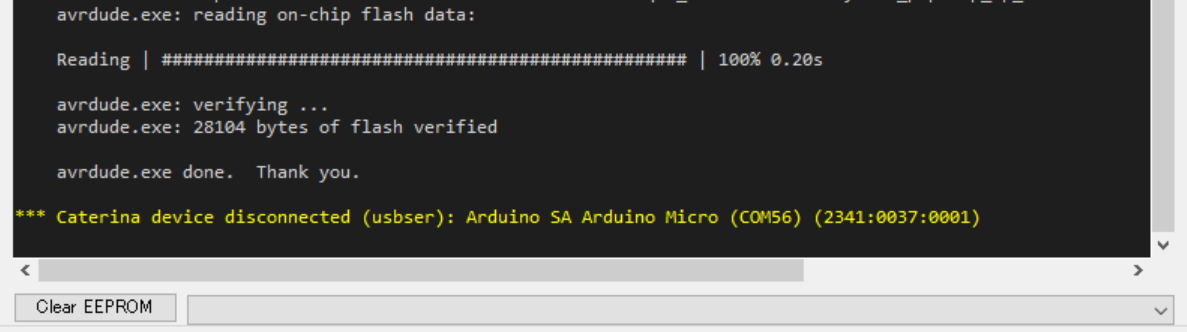 avrdude.exe: reading on-chip flash data:
Reading | ################################################## | 100% 0.20s
avrdude.exe: verifying ...
avrdude.exe: 28104 bytes of flash verified
avrdude.exe done.  Thank you.
*** Caterina device disconnected (usbser): Arduino SA Arduino Micro (COM56) (2341:0037:0001)
Clear EEPROM